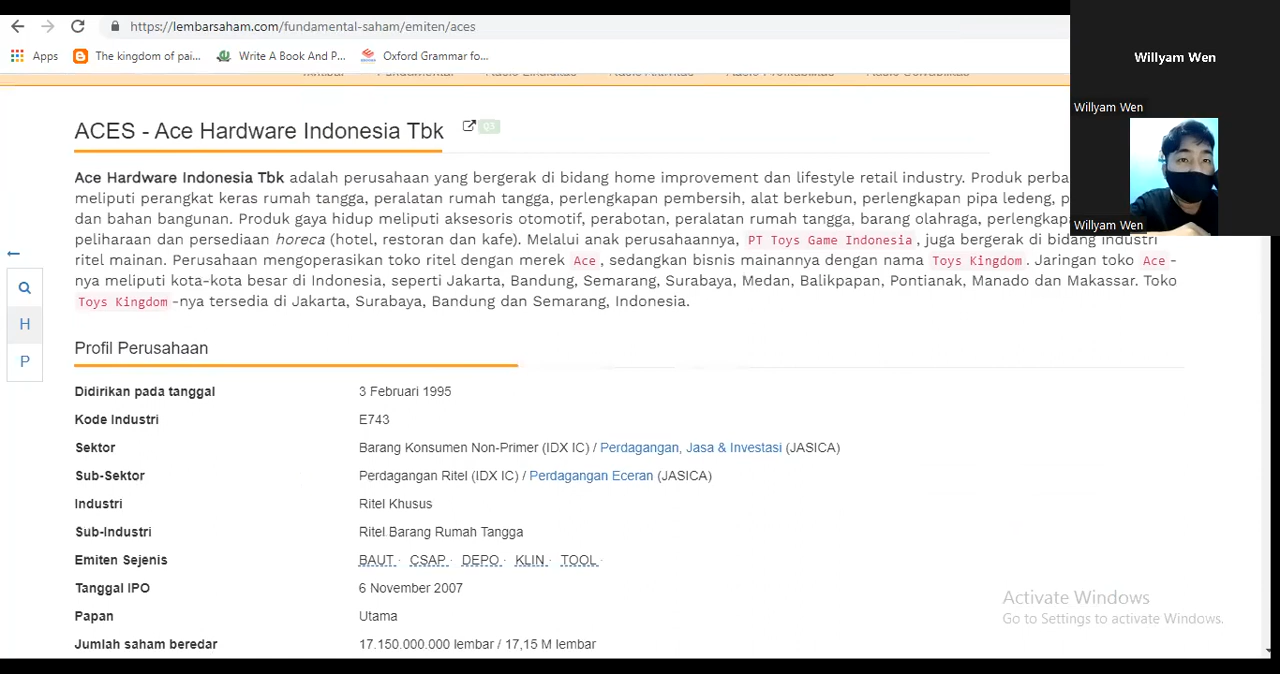 https://lembarsaham.com/fundamental-saham/emiten/aces
Apps The kingdom of pai... Write A Book And P... Oxford Grammar fo...
Willyam Wen
Willyam Wen
Willyam Wen
ACES - Ace Hardware Indonesia Tbk Q3
Ace Hardware Indonesia Tbk adalah perusahaan yang bergerak di bidang home improvement dan lifestyle retail industry. Produk
meliputi perangkat keras rumah tangga, peralatan rumah tangga, perlengkapan pembersih, alat berkebun, perlengkapan pipa ledeng,
dan bahan bangunan. Produk gaya hidup meliputi aksesoris otomotif, perabotan, peralatan rumah tangga, barang olahraga,
peliharaan dan persediaan horeca (hotel, restoran dan kafe). Melalui anak perusahaannya, PT Toys Game Indonesia, juga bergerak di bidang industri
ritel mainan. Perusahaan mengoperasikan toko ritel dengan merek Ace, sedangkan bisnis mainannya dengan nama Toys Kingdom. Jaringan toko Ace-
nya meliputi kota-kota besar di Indonesia, seperti Jakarta, Bandung, Semarang, Surabaya, Medan, Balikpapan, Pontianak, Manado dan Makassar. Toko
Toys Kingdom-nya tersedia di Jakarta, Surabaya, Bandung dan Semarang, Indonesia.
H
P
Profil Perusahaan
Didirikan pada tanggal 3 Februari 1995
Kode Industri E743
Sektor Barang Konsumen Non-Primer (IDX IC) / Perdagangan, Jasa & Investasi (JASICA)
Sub-Sektor Perdagangan Ritel (IDX IC) / Perdagangan Eceran (JASICA)
Industri Ritel Khusus
Sub-Industri Ritel Barang Rumah Tangga
Emiten Sejenis BAUT · CSAP · DEPO · KLIN · TOOL ·
Tanggal IPO 6 November 2007
Papan Utama
Jumlah saham beredar 17.150.000.000 lembar / 17,15 M lembar
Activate Windows
Go to Settings to activate Windows.